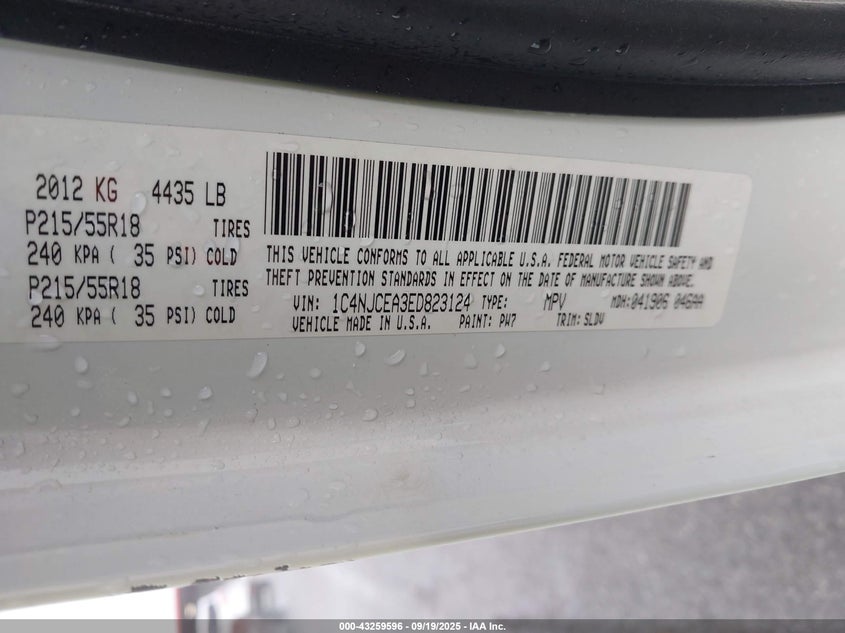 2012 KG 4435 LB
P215/55R18 TIRES
240 KPA ( 35 PSI) COLD
P215/55R18 TIRES
240 KPA ( 35 PSI) COLD
THIS VEHICLE CONFORMS TO ALL APPLICABLE U.S.A. FEDERAL MOTOR VEHICLE SAFETY AND
THEFT PREVENTION STANDARDS IN EFFECT ON THE DATE OF MANUFACTURE SHOWN ABOVE.
VIN: 1C4NJCEA3ED823124 TYPE: MPV MDH: 041906 046AA
VEHICLE MADE IN U.S.A. PAINT: PW7 TRIM: SLDV
000-43259596 - 09/19/2025 - IAA Inc.